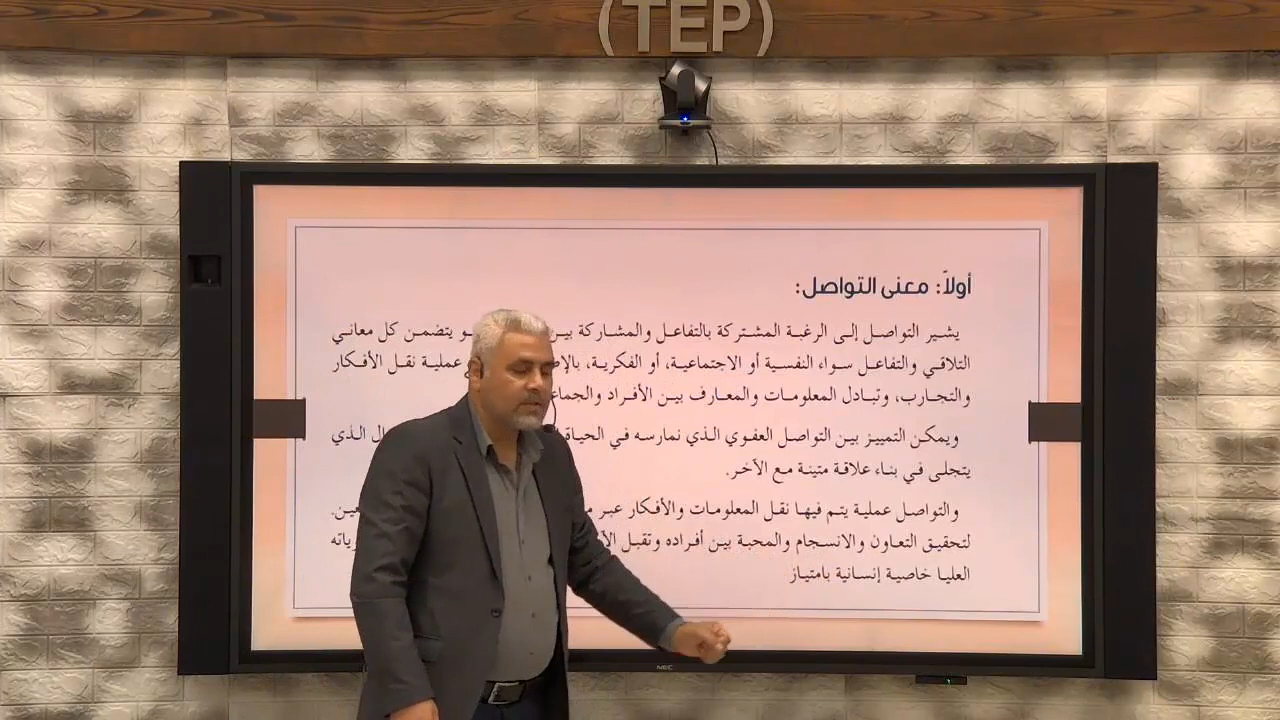 (TEP)
أولاً: معنى التواصل:
يشير التواصل إلى الرغبة المشتركة بالتفاعل والمشاركة يتضمن كل معاني
التلاقي والتفاعل سواء النفسية أو الاجتماعية، أو الفكرية، عملية نقل الأفكار
والتجارب، وتبادل المعلومات والمعارف بين الأفراد
ويمكن التمييز بين التواصل العفوي الذي نمارسه في الذي
يتجلى في بناء علاقة متينة مع الآخر.
والتواصل عملية يتم فيها نقل المعلومات والأفكار عبر
لتحقيق التعاون والانسجام والمحبة بين أفراده وتقبل
العليا خاصية إنسانية بامتياز
NEC